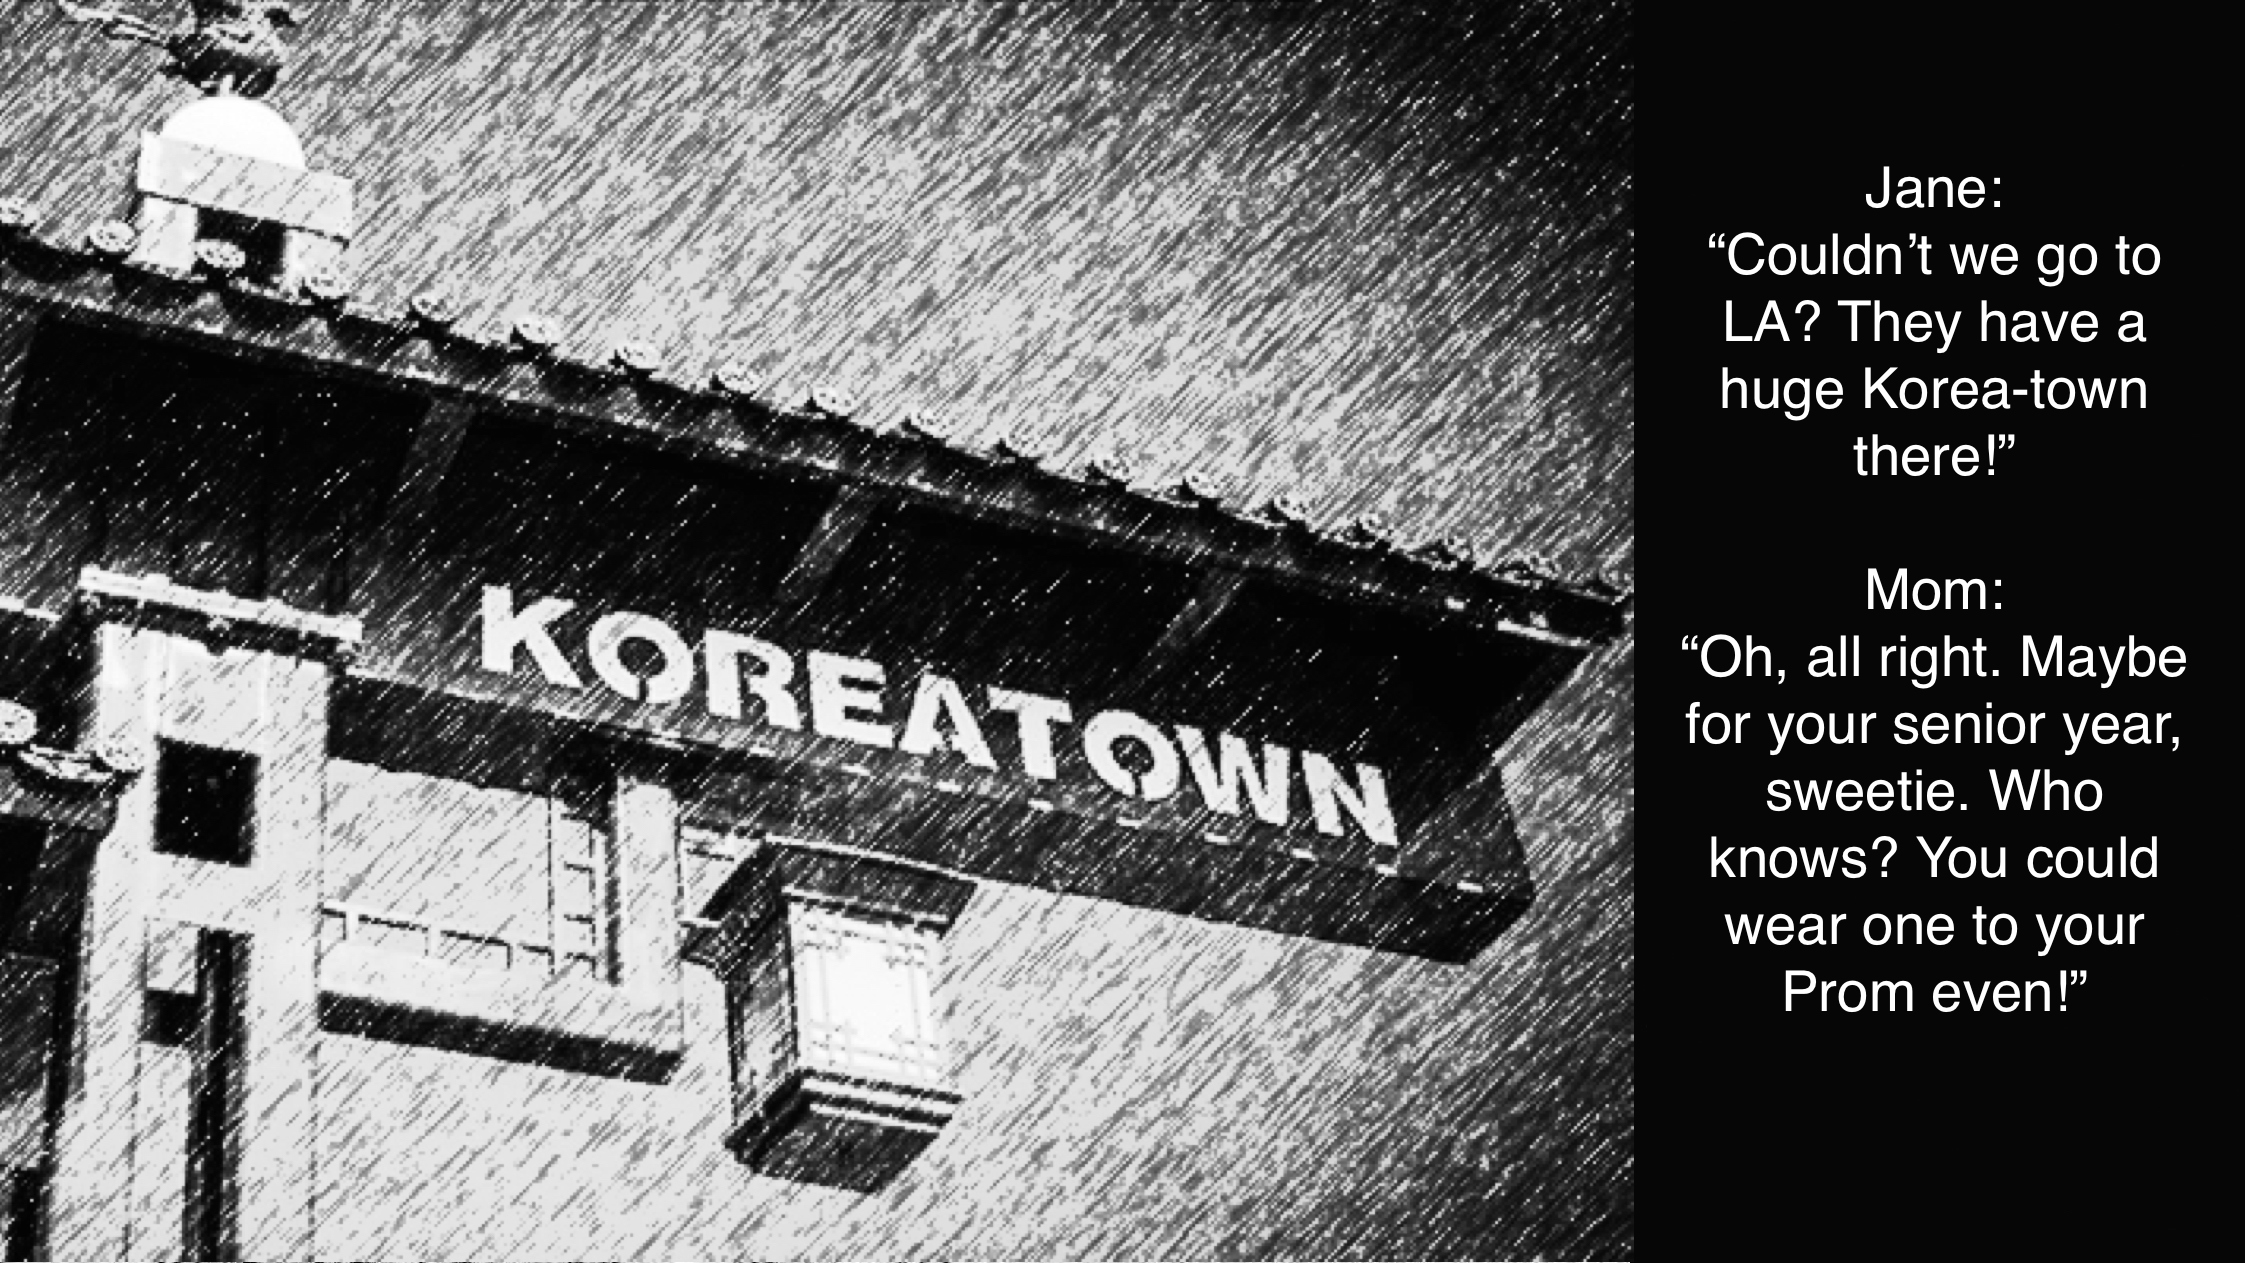 KOREATOWN
Jane:
“Couldn’t we go to
LA? They have a
huge Korea-town
there!”
Mom:
“Oh, all right. Maybe
for your senior year,
sweetie. Who
knows? You could
wear one to your
Prom even!”